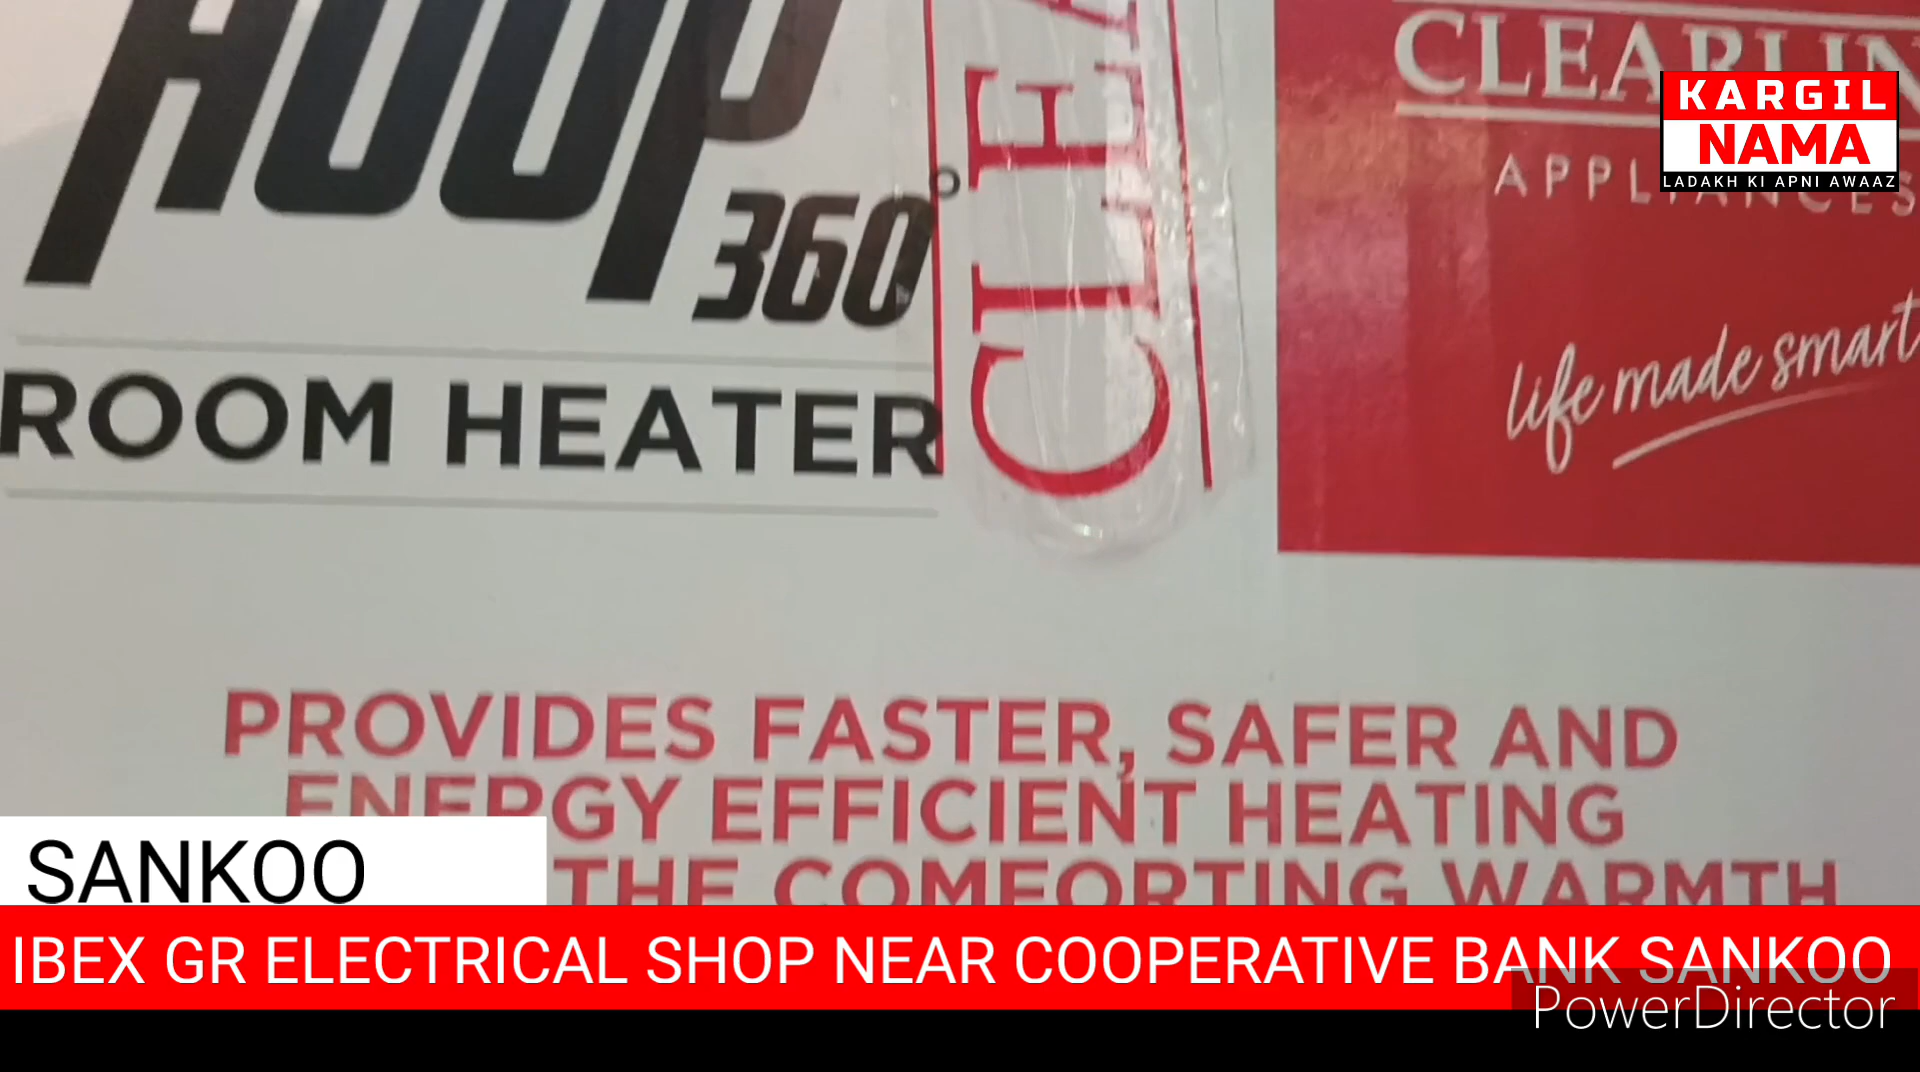 360°
ROOM HEATER
CLEA
CLEARLIN
APPLIANCES
life made smart
KARGIL
NAMA
LADAKH KI APNI AWAAZ
PROVIDES FASTER, SAFER AND
ENERGY EFFICIENT HEATING
THE COMFORTING WARMTH
SANKOO
IBEX GR ELECTRICAL SHOP NEAR COOPERATIVE BANK SANKOO
PowerDirector